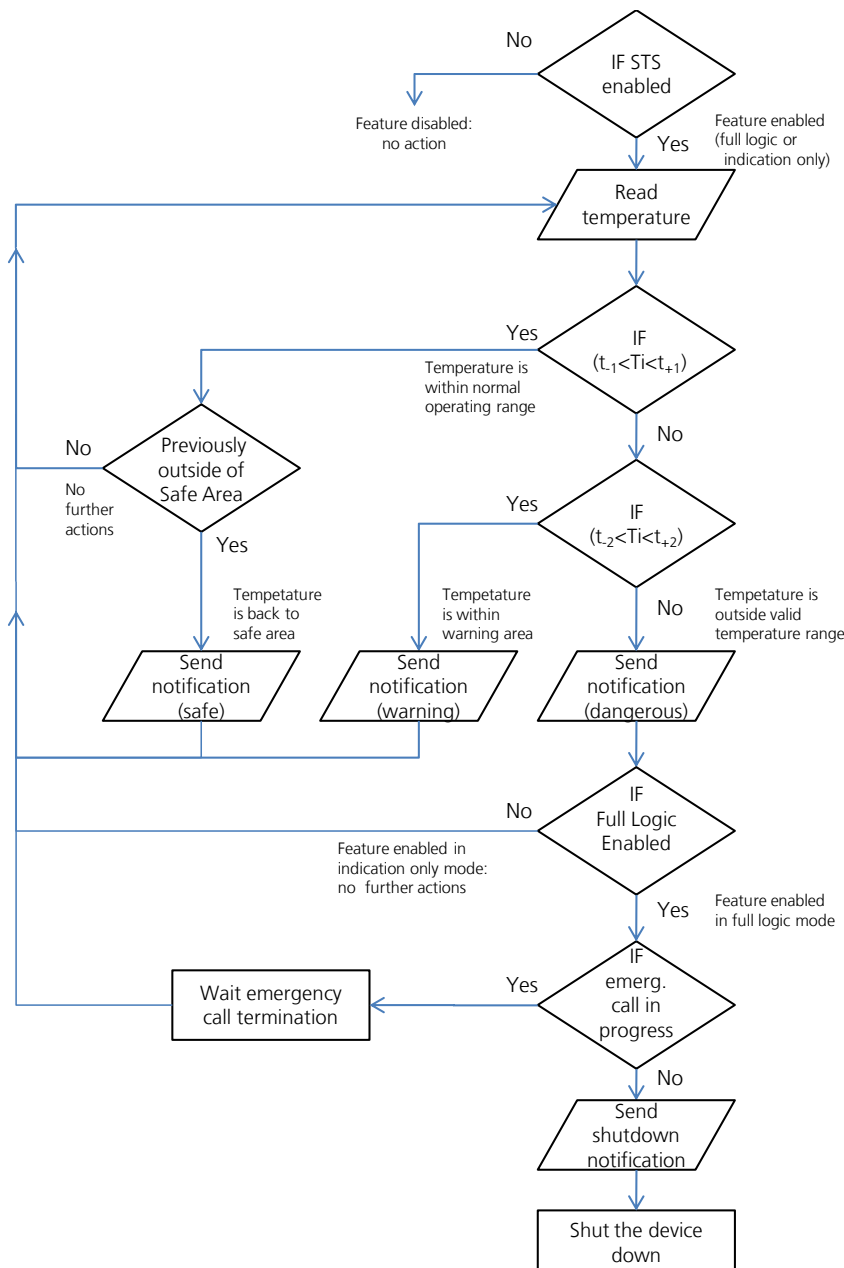 No
IF STS
enabled
Feature disabled:
no action
Yes
Feature enabled
(full logic or
indication only)
Read
temperature
Yes
IF
(t-1<Ti<t+1)
Temperature is
within normal
operating range
No
No
Previously
outside of
Safe Area
No
further
actions
Yes
Yes
IF
(t-2<Ti<t+2)
Tempetature
is back to
safe area
Tempetature
is within
warning area
No
Tempetature is
outside valid
temperature range
Send
notification
(safe)
Send
notification
(warning)
Send
notification
(dangerous)
No
IF
Full Logic
Enabled
Feature enabled in
indication only mode:
no further actions
Yes
Feature enabled
in full logic mode
Wait emergency
call termination
Yes
IF
emerg.
call in
progress
No
Send
shutdown
notification
Shut the device
down